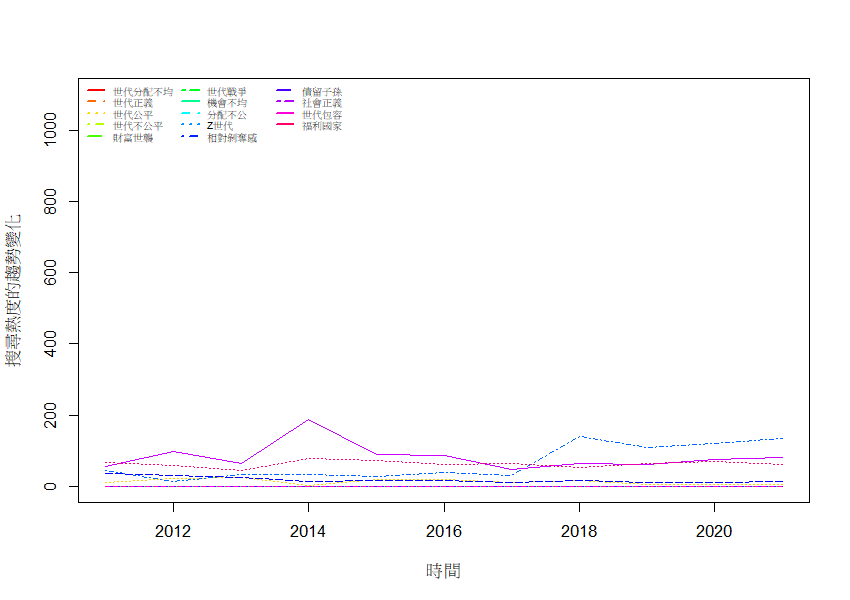 世代分配不均
世代正義
世代公平
世代不公平
財富世襲
世代戰爭
機會不均
分配不公
Z世代
相對剝奪感
債留子孫
社會正義
世代包容
福利國家
搜尋熱度的趨勢變化
1000
800
600
400
200
0
2012 2014 2016 2018 2020
時間